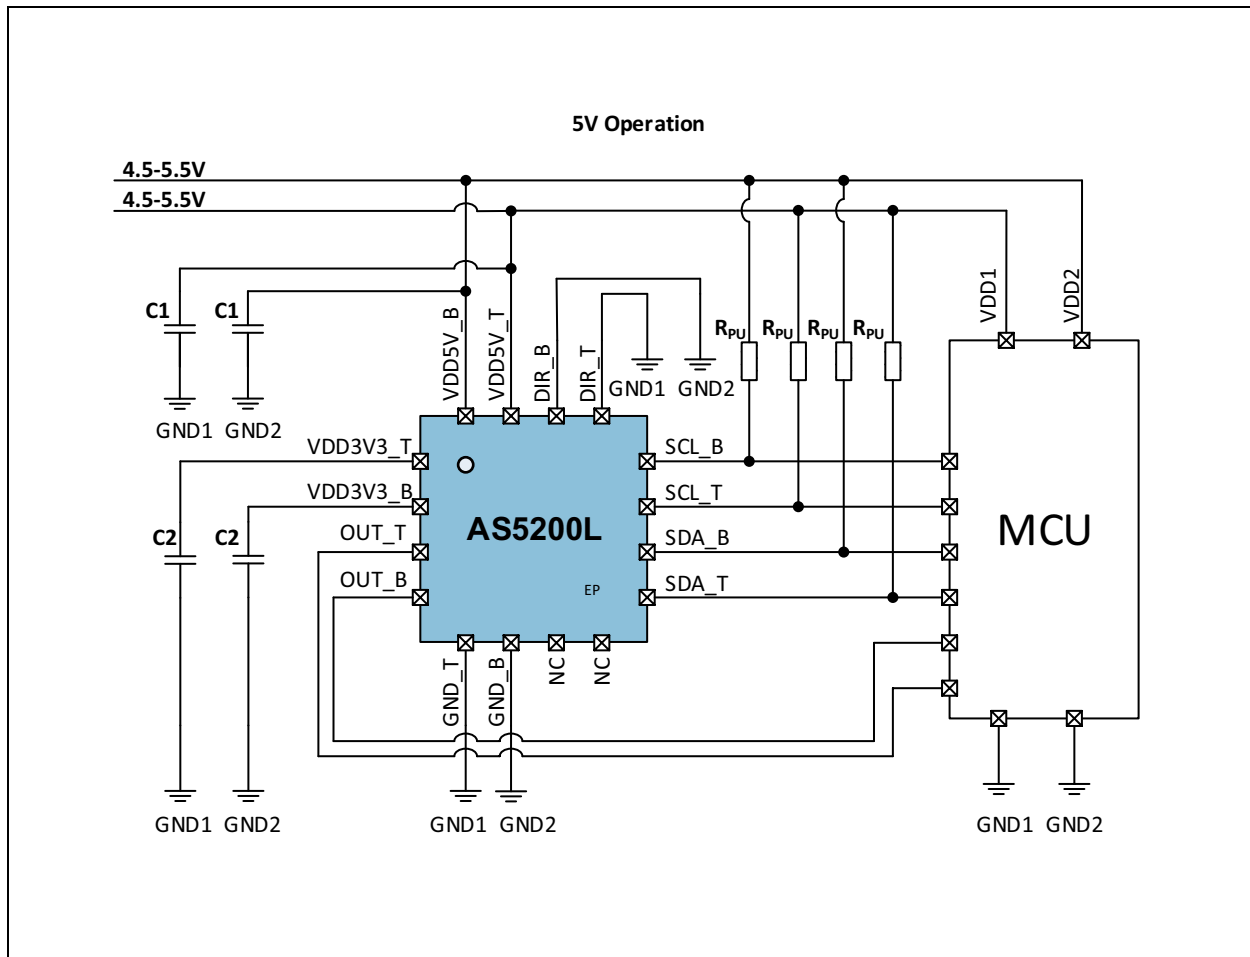 5V Operation
4.5-5.5V
4.5-5.5V
VDD1
VDD2
C1
C1
VDD5V_B
VDD5V_T
DIR_B
DIR_T
RPU
RPU
RPU
RPU
GND1
GND2
GND1
GND2
VDD3V3_T
SCL_B
VDD3V3_B
SCL_T
C2
C2
OUT_T
AS5200L
SDA_B
MCU
OUT_B
EP
SDA_T
GND_T
GND_B
NC
NC
GND1
GND2
GND1
GND2
GND1
GND2